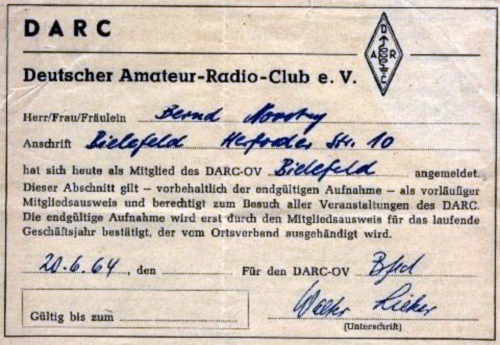 DARC
D
A R
C
Deutscher Amateur-Radio-Club e. V.
Herr/Frau/Fräulein Bernd
Anschrift Bielefeld Herforder Str. 10
hat sich heute als Mitglied des DARC-OV Bielefeld angemeldet.
Dieser Abschnitt gilt – vorbehaltlich der endgültigen Aufnahme – als vorläufiger
Mitgliedsausweis und berechtigt zum Besuch aller Veranstaltungen des DARC.
Die endgültige Aufnahme wird erst durch den Mitgliedsausweis für das laufende
Geschäftsjahr bestätigt, der vom Ortsverband ausgehändigt wird.
20.6.64, den Für den DARC-OV
Gültig bis zum Walter
(Unterschrift)